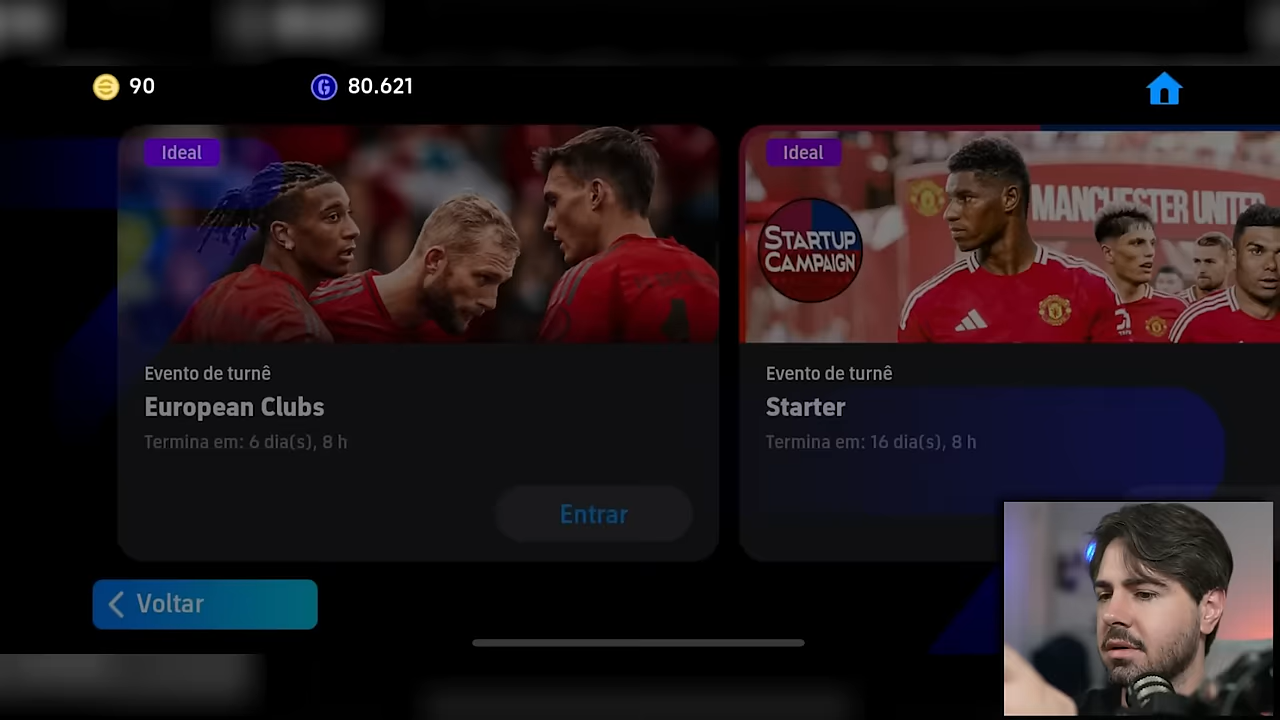 90
80.621
Ideal
Ideal
MANCHESTER UNITED
STARTUP
CAMPAIGN
Evento de turnê
European Clubs
Termina em: 6 dia(s), 8 h
Entrar
Evento de turnê
Starter
Termina em: 16 dia(s), 8 h
Voltar